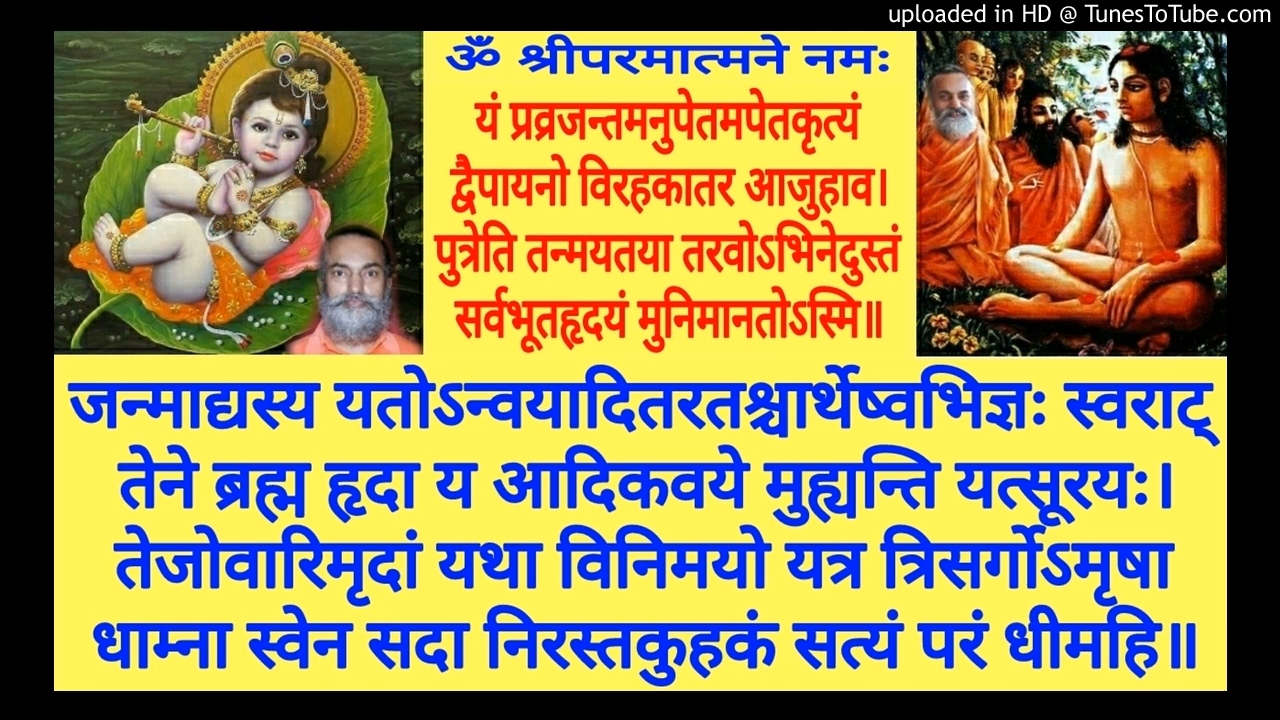 uploaded in HD @ TunesToTube.com
ॐ श्रीपरमात्मने नमः
यं प्रव्रजन्तमनुपेतमपेतकृत्यं
द्वैपायनो विरहकातर आजुहाव।
पुत्रेति तन्मयतया तरवोऽभिनेदुस्तं
सर्वभूतहृदयं मुनिमानतोऽस्मि॥
जन्माद्यस्य यतोऽन्वयादितरतश्चार्थेष्वभिज्ञः स्वराट्
तेने ब्रह्म हृदा य आदिकवये मुह्यन्ति यत्सूरयः।
तेजोवारिमृदां यथा विनिमयो यत्र त्रिसर्गोऽमृषा
धाम्ना स्वेन सदा निरस्तकुहकं सत्यं परं धीमहि॥